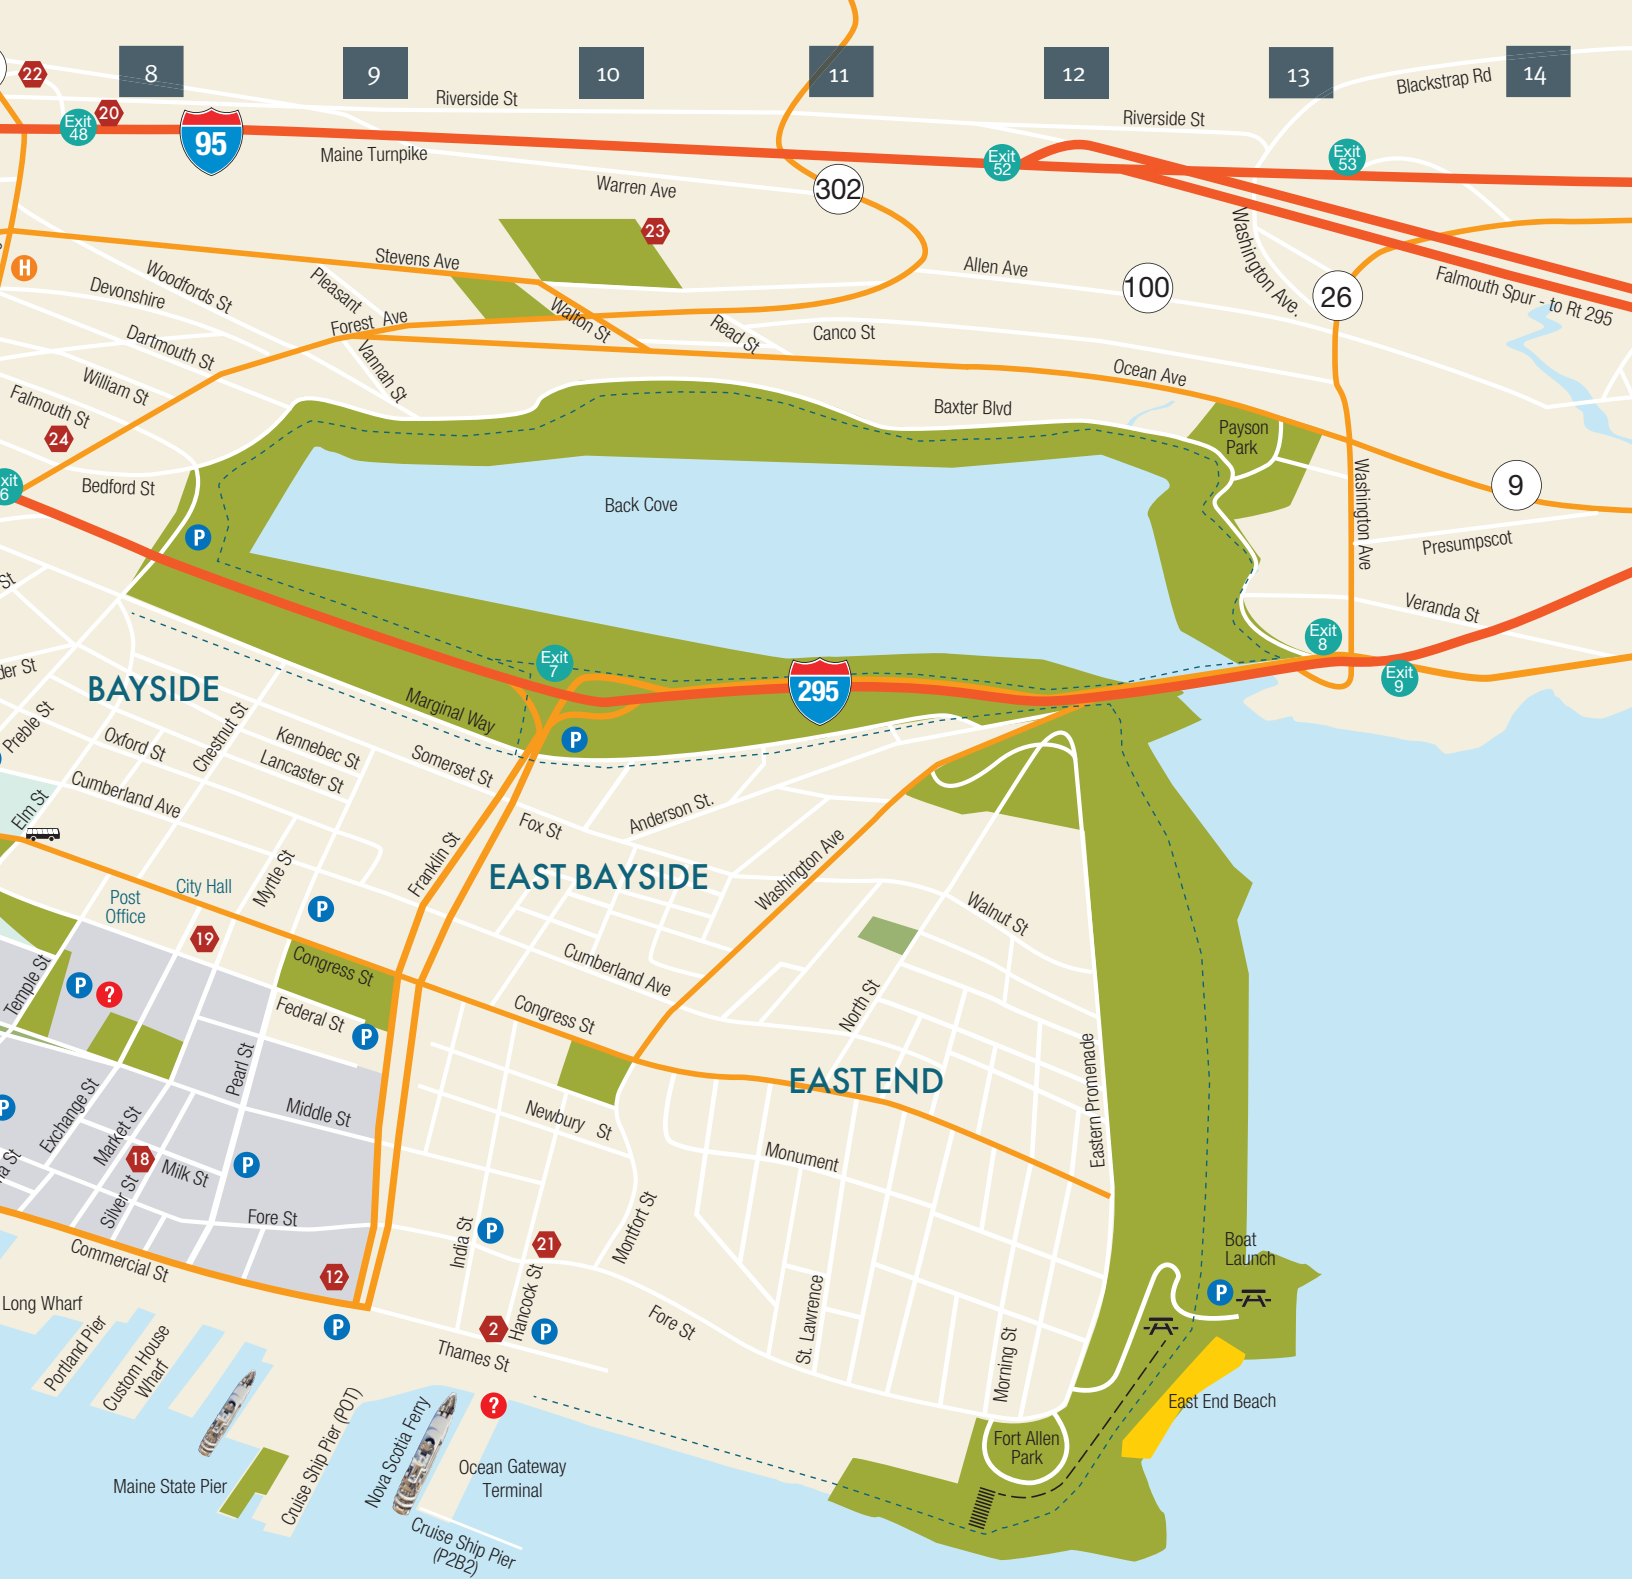 8
9
10
11
12
13
14
22
20
Exit
48
95
Riverside St
Maine Turnpike
Warren Ave
302
Exit
52
Riverside St
Exit
53
Blackstrap Rd
H
23
Stevens Ave
Woodfords St
Devonshire
Pleasant
Forest Ave
Walton St
Read St
Canco St
Allen Ave
100
Washington Ave.
26
Falmouth Spur - to Rt 295
Dartmouth St
Vannah St
William St
Falmouth St
24
Ocean Ave
Baxter Blvd
Payson
Park
Washington Ave
9
Presumpscot
Veranda St
xit
6
Bedford St
P
Back Cove
Exit
7
295
Exit
8
Exit
9
St
der St
BAYSIDE
Preble St
Marginal Way
P
Oxford St
Chestnut St
Kennebec St
Lancaster St
Somerset St
Cumberland Ave
Elm St
Fox St
Anderson St.
Franklin St
EAST BAYSIDE
Washington Ave
Walnut St
Post
Office
City Hall
Myrtle St
P
19
Congress St
Cumberland Ave
Temple St
P
?
Federal St
P
Congress St
North St
Eastern Promenade
EAST END
P
Exchange St
Market St
Pearl St
Middle St
Newbury St
Monument
18
Milk St
P
Silver St
Fore St
na St
Commercial St
12
India St
P
21
Hancock St
Montfort St
Boat
Launch
P
Long Wharf
Portland Pier
Custom House
Wharf
P
2
P
Thames St
Fore St
St. Lawrence
Morning St
East End Beach
Fort Allen
Park
Maine State Pier
Cruise Ship Pier (POT)
Nova Scotia Ferry
?
Ocean Gateway
Terminal
Cruise Ship Pier
(P2B2)